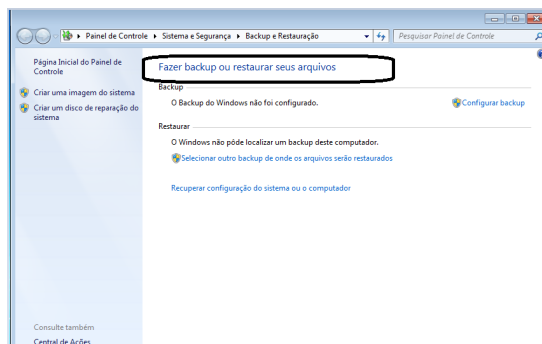 Painel de Controle Sistema e Segurança Backup e Restauração
Pesquisar Painel de Controle
Página Inicial do Painel de
Controle
Criar uma imagem do sistema
Criar um disco de reparação do
sistema
Fazer backup ou restaurar seus arquivos
Backup
O Backup do Windows não foi configurado.
Configurar backup
Restaurar
O Windows não pôde localizar um backup deste computador.
Selecionar outro backup de onde os arquivos serão restaurados
Recuperar configuração do sistema ou o computador
Consulte também
Central de Ações